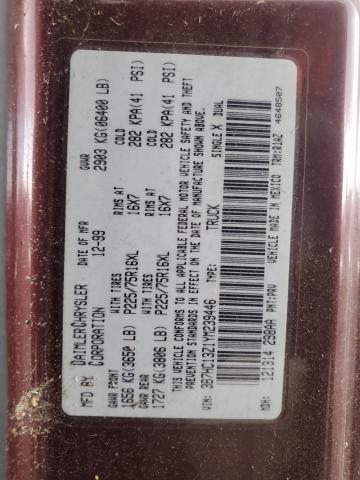 MFD BY DAIMLERCHRYSLER CORPORATION DATE OF MFR 12-99 GVWR 2903 KG(06400 LB)
GAWR FRONT WITH TIRES RIMS AT COLD
1656 KG(3650 LB) P225/75R16XL 16X7 282 KPA(41 PSI)
GAWR REAR WITH TIRES RIMS AT COLD
1727 KG(3806 LB) P225/75R16XL 16X7 282 KPA(41 PSI)
THIS VEHICLE CONFORMS TO ALL APPLICABLE FEDERAL MOTOR VEHICLE SAFETY AND THEFT PREVENTION STANDARDS IN EFFECT ON THE DATE OF MANUFACTURE SHOWN ABOVE.
VIN: 3B7HC13Z1YM239446 TYPE: TRUCK SINGLE X DUAL
MDH: 121314 298AA PNT:PRV VEHICLE MADE IN MEXICO TRM:R1AZ 4648507